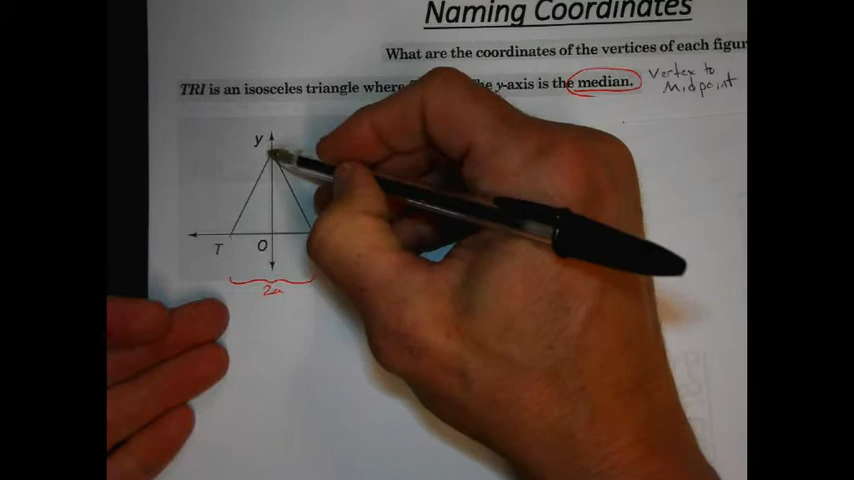 Naming Coordinates
What are the coordinates of the vertices of each figur
TRI is an isosceles triangle where y-axis is the median.
Vertex to
Midpoint
y
T O
2a